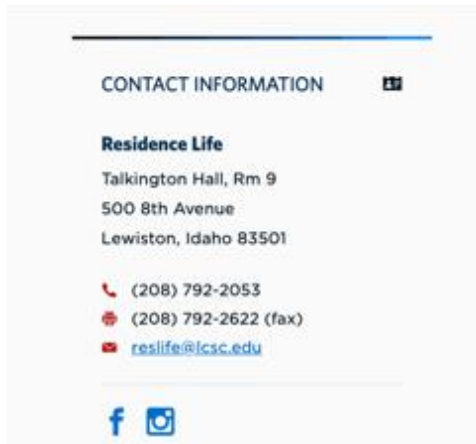 CONTACT INFORMATION
Residence Life
Talkington Hall, Rm 9
500 8th Avenue
Lewiston, Idaho 83501
(208) 792-2053
(208) 792-2622 (fax)
reslife@lcsc.edu